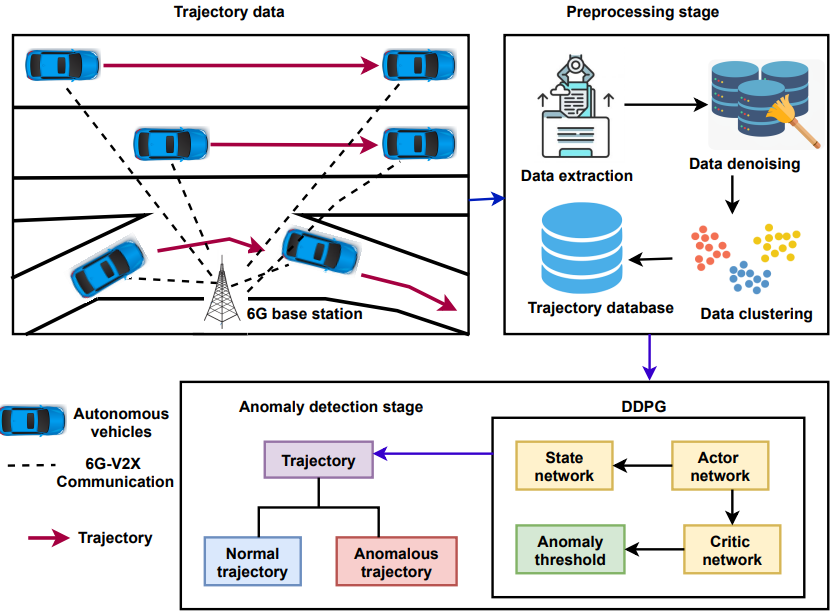 Trajectory data
Preprocessing stage
6G base station
Data extraction
Data denoising
Trajectory database
Data clustering
Autonomous
vehicles
6G-V2X
Communication
Trajectory
Anomaly detection stage
DDPG
Trajectory
Normal
trajectory
Anomalous
trajectory
State
network
Actor
network
Anomaly
threshold
Critic
network